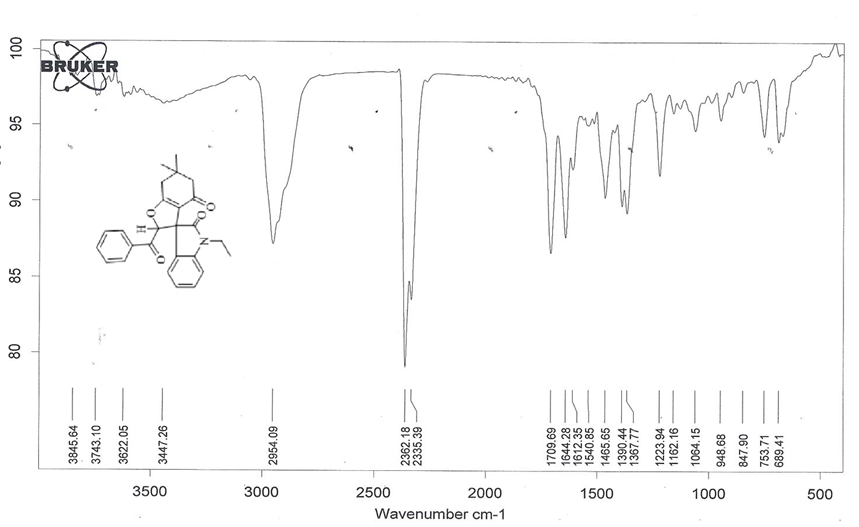 BRUKER
100
95
90
85
80
O
O
O
H
N
O
3845.64
3743.10
3622.05
3447.26
2954.09
2362.18
2335.39
1709.69
1644.28
1612.35
1540.85
1465.65
1390.44
1367.77
1223.94
1162.16
1064.15
948.68
847.90
753.71
689.41
3500 3000 2500 2000 1500 1000 500
Wavenumber cm-1